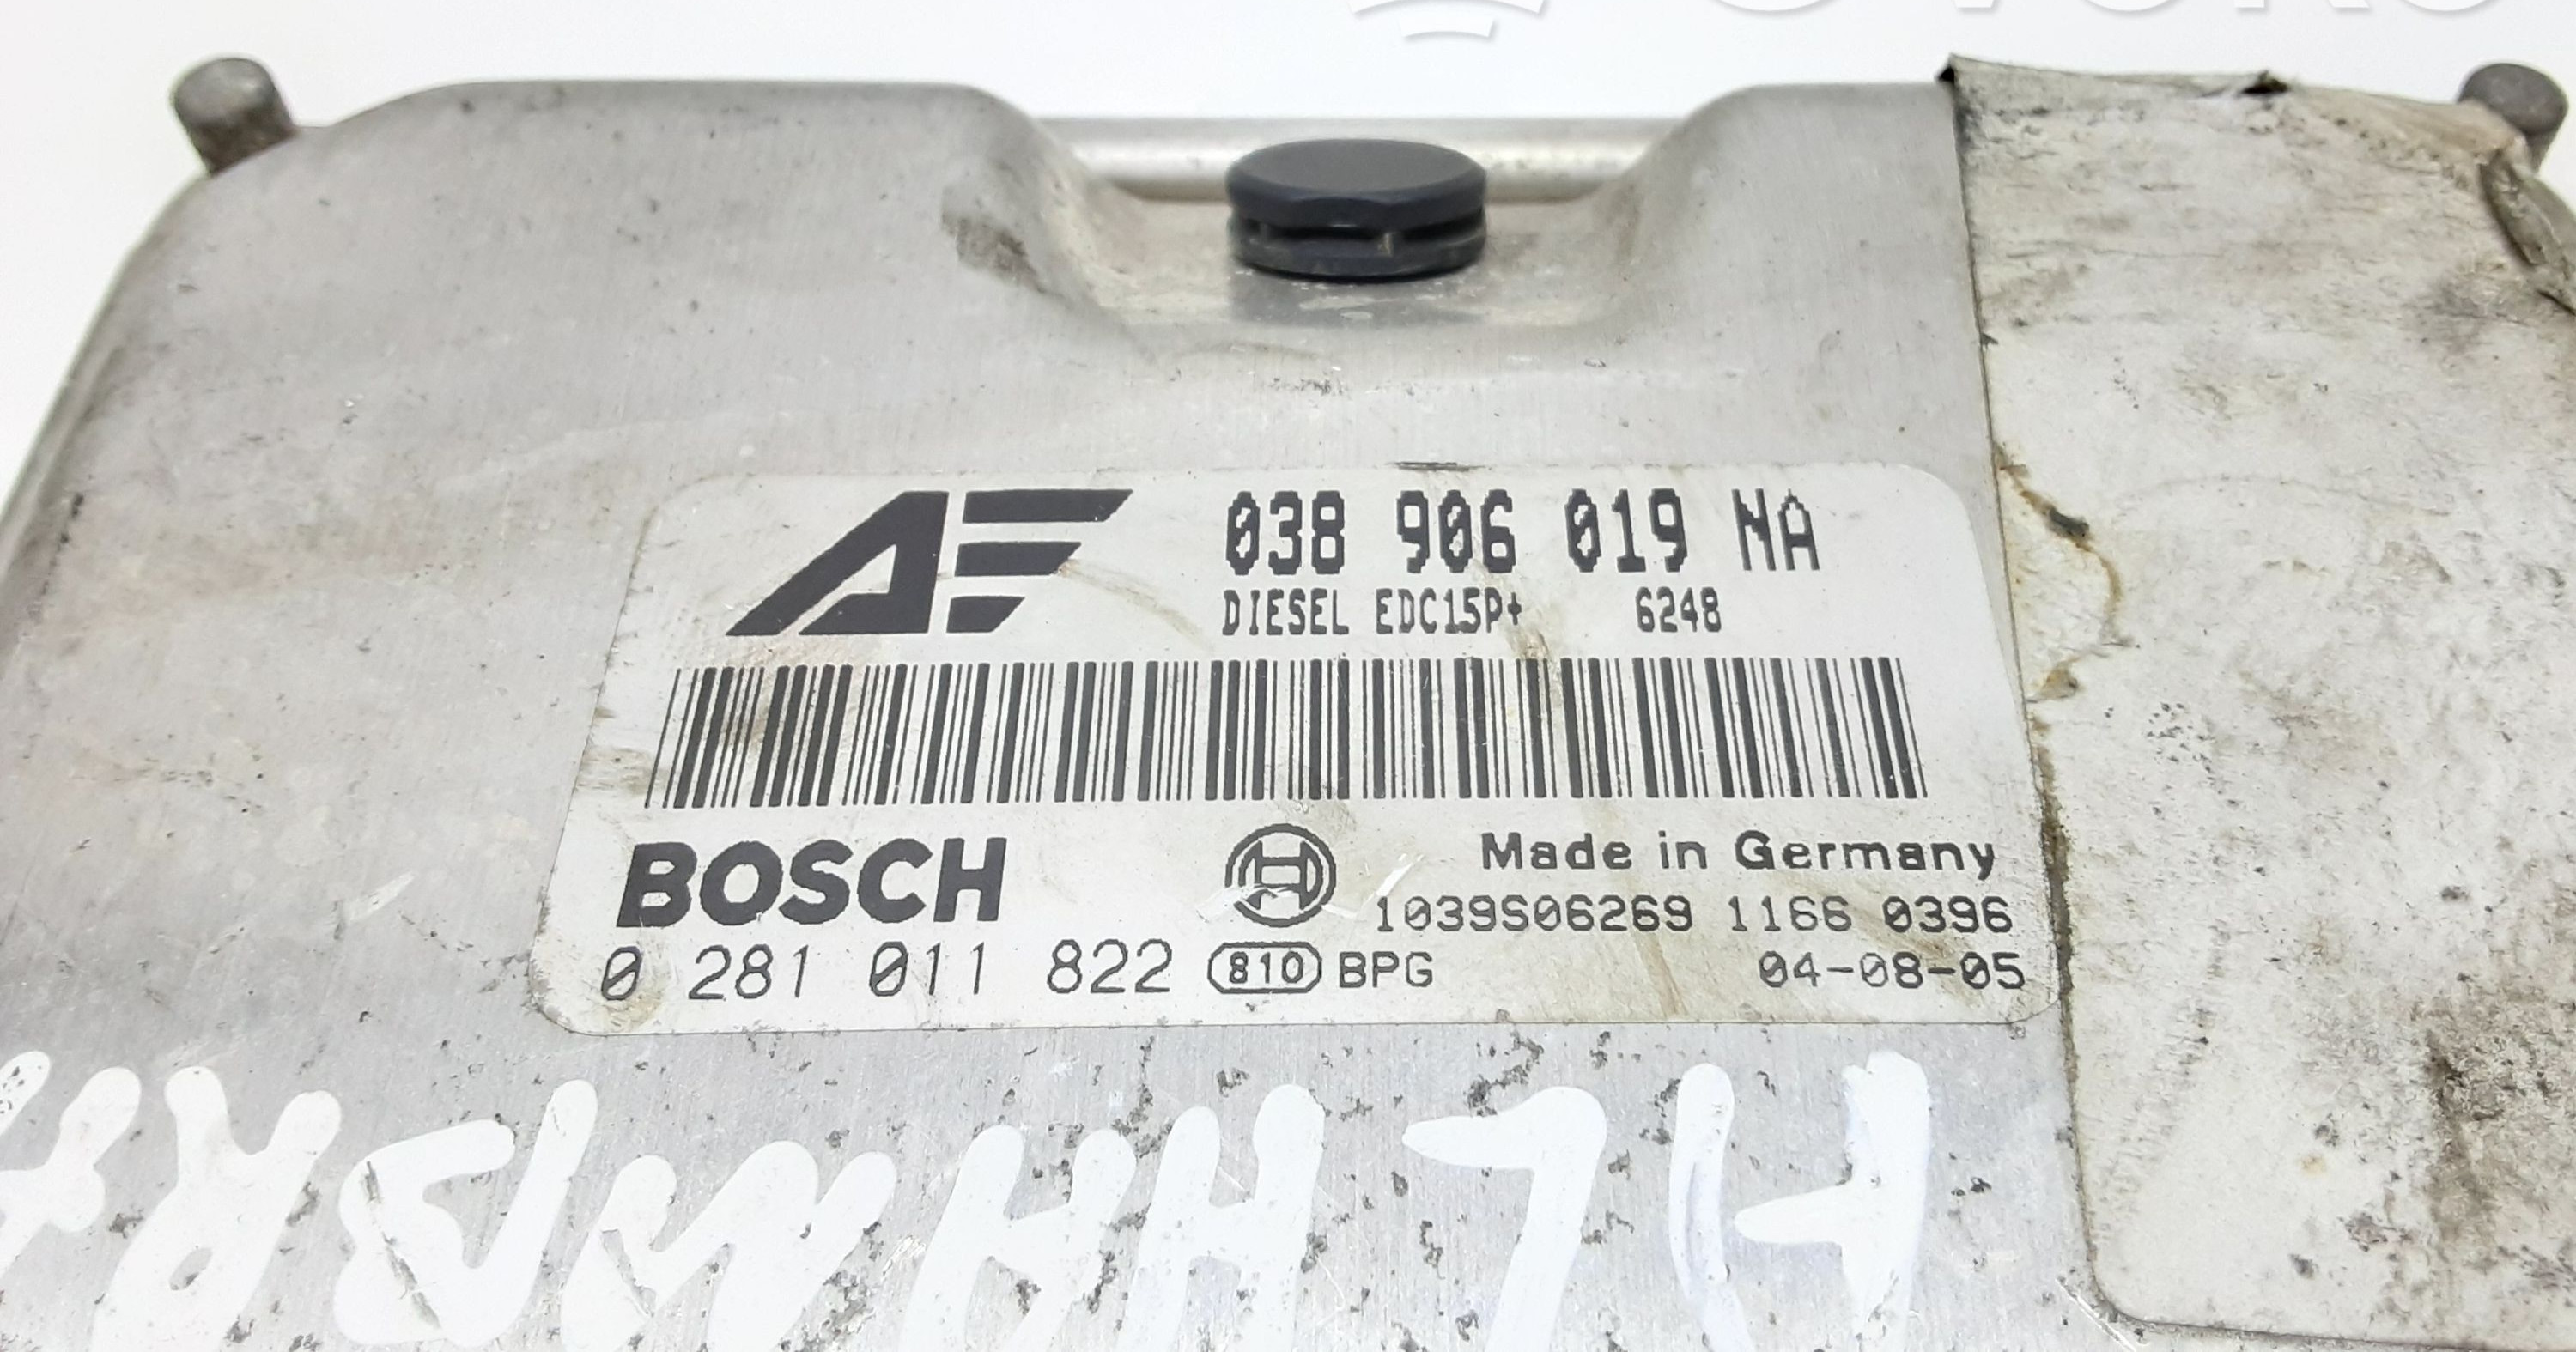 AF 038 906 019 NA
DIESEL EDC15P+ 6248
BOSCH
Made in Germany
1039S06269 1166 0396
0 281 011 822 810 BPG 04-08-05